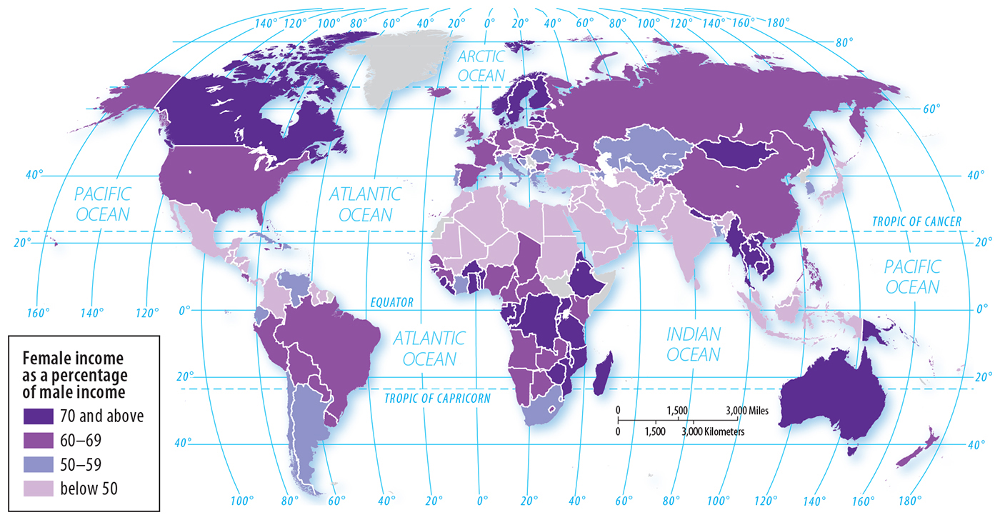 140° 120° 100° 80° 60° 40° 20° 0° 20° 40° 60° 80° 100° 120° 140° 160° 180°
80°
ARCTIC
OCEAN
60°
40°
40°
PACIFIC
OCEAN
ATLANTIC
OCEAN
TROPIC OF CANCER
20°
20°
PACIFIC
OCEAN
EQUATOR
160° 140° 120° 0°
0°
ATLANTIC
OCEAN
INDIAN
OCEAN
20°
20°
TROPIC OF CAPRICORN
0 1,500 3,000 Miles
0 1,500 3,000 Kilometers
40°
40°
100° 80° 60° 40° 20° 0° 20° 40° 60° 80° 100° 120° 140° 160° 180°
Female income
as a percentage
of male income
70 and above
60–69
50–59
below 50